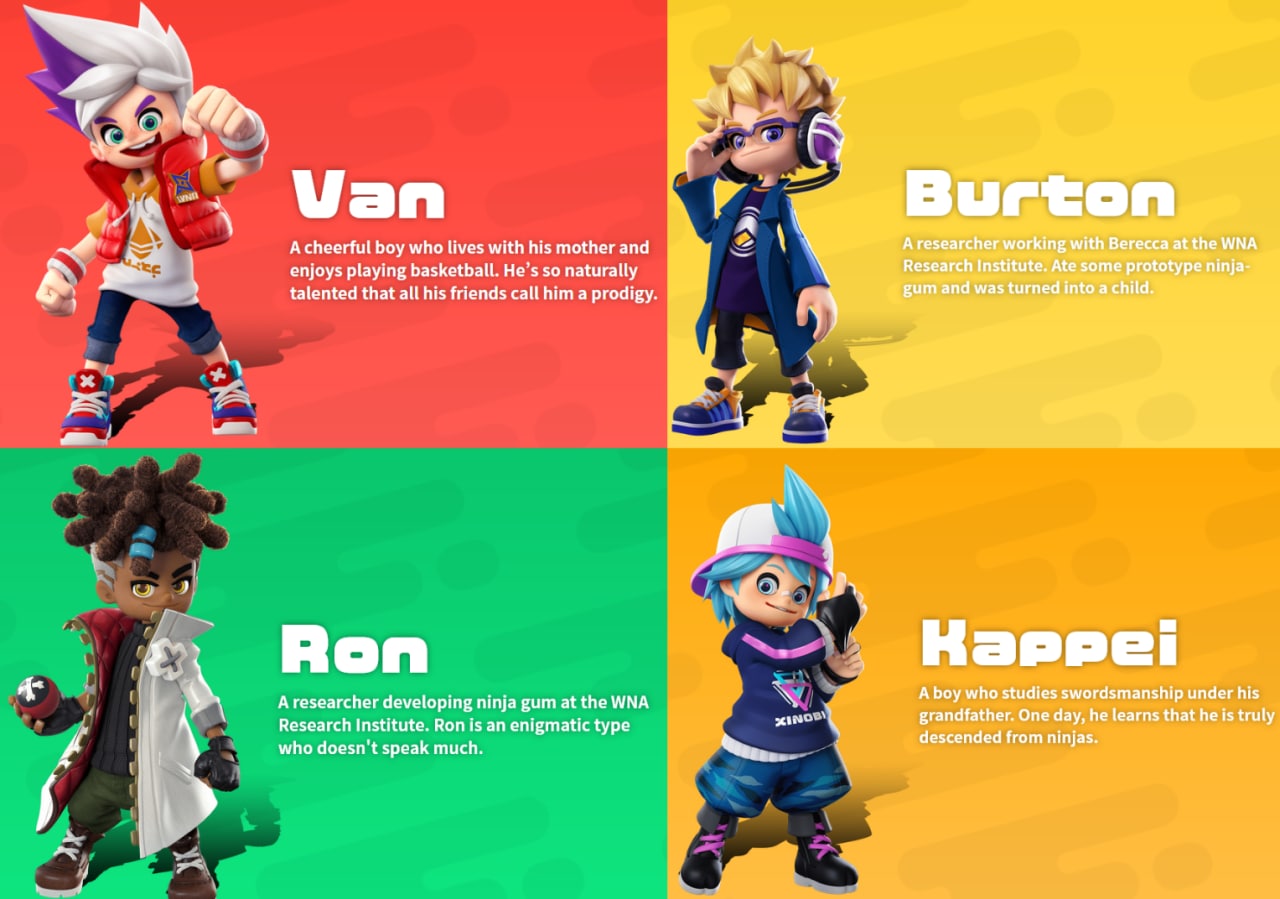 Van
A cheerful boy who lives with his mother and
enjoys playing basketball. He’s so naturally
talented that all his friends call him a prodigy.
WNA
Burton
A researcher working with Berecca at the WNA
Research Institute. Ate some prototype ninja-
gum and was turned into a child.
Ron
A researcher developing ninja gum at the WNA
Research Institute. Ron is an enigmatic type
who doesn't speak much.
Kappei
A boy who studies swordsmanship under his
grandfather. One day, he learns that he is truly
descended from ninjas.
XINOBI